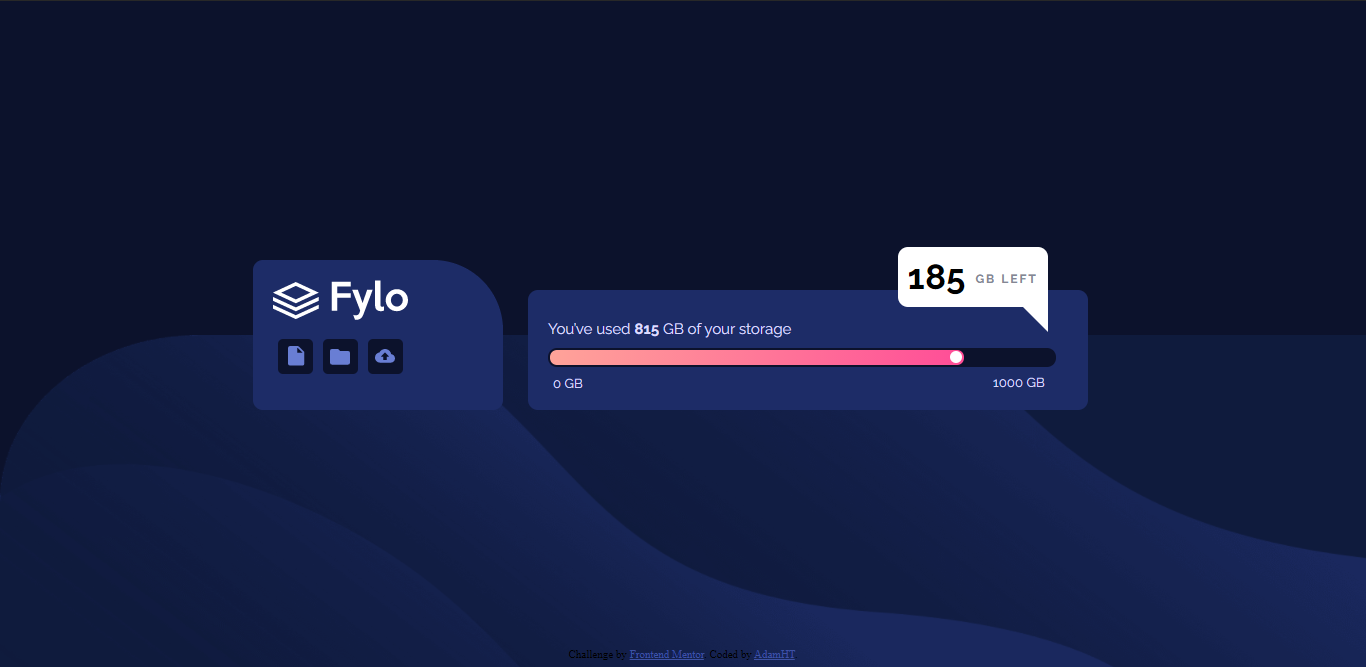 Fylo
185 GB LEFT
You've used 815 GB of your storage
0 GB
1000 GB
Challenge by Frontend Mentor. Coded by AdamHT